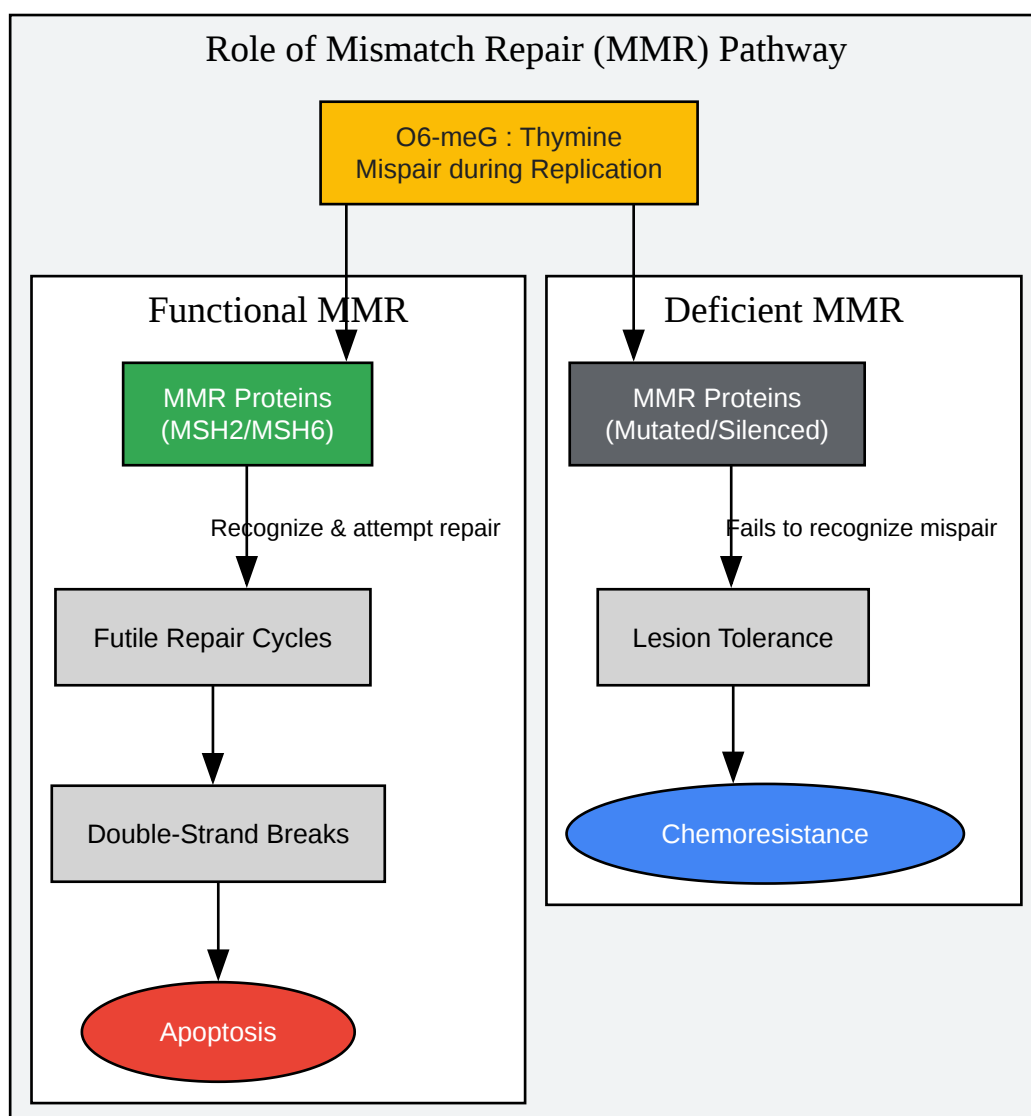 Role of Mismatch Repair (MMR) Pathway
O6-meG : Thymine
Mispair during Replication
Functional MMR
MMR Proteins
(MSH2/MSH6)
Recognize & attempt repair
Futile Repair Cycles
Double-Strand Breaks
Apoptosis
Deficient MMR
MMR Proteins
(Mutated/Silenced)
Fails to recognize mispair
Lesion Tolerance
Chemoresistance